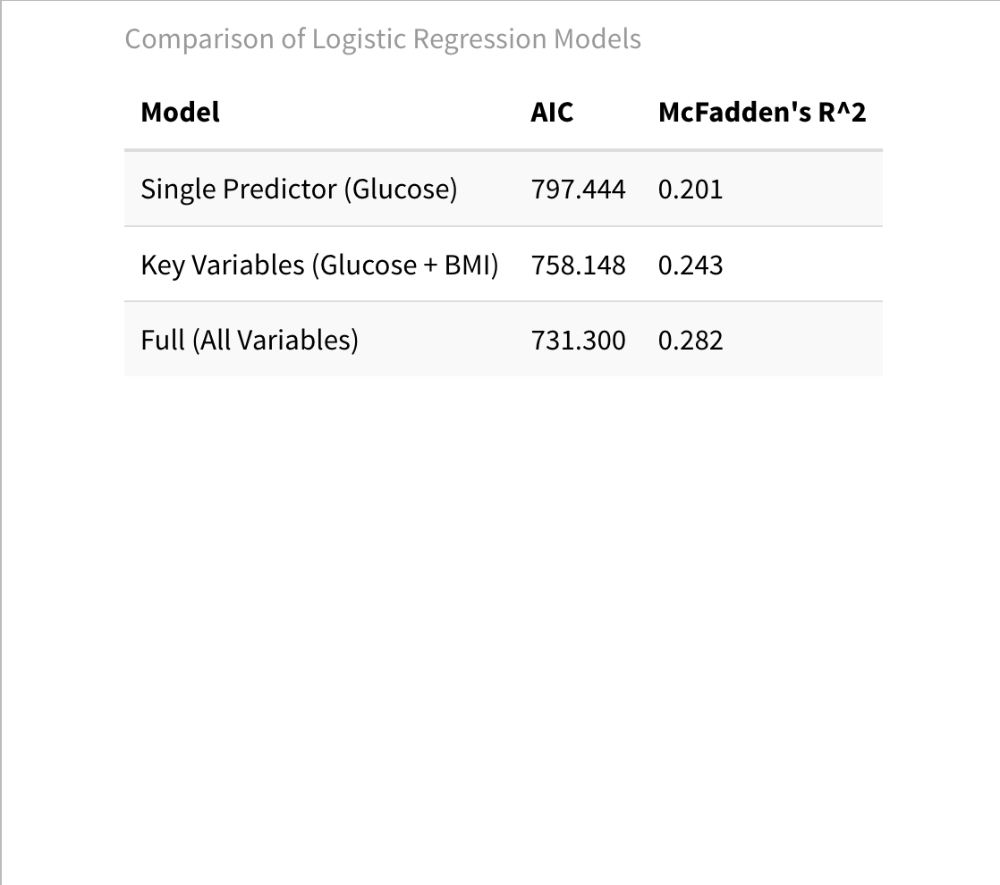 Comparison of Logistic Regression Models
Model AIC McFadden's R^2
Single Predictor (Glucose) 797.444 0.201
Key Variables (Glucose + BMI) 758.148 0.243
Full (All Variables) 731.300 0.282